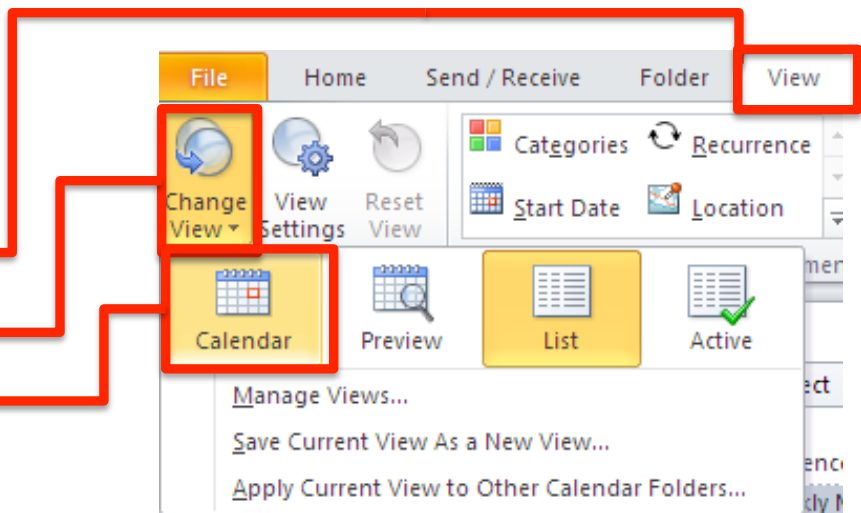 File Home Send / Receive Folder View
Categories Recurrence
Start Date Location
Change View
View Settings
Reset View
Calendar Preview List Active
Manage Views...
Save Current View As a New View...
Apply Current View to Other Calendar Folders...